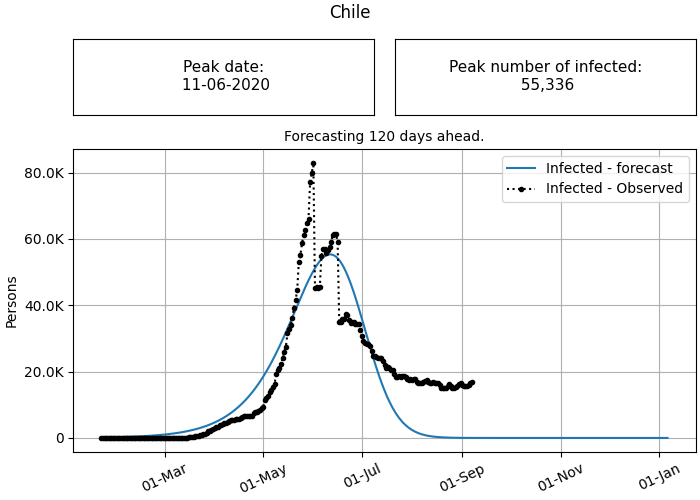 Chile
Peak date:
11-06-2020
Peak number of infected:
55,336
Forecasting 120 days ahead.
Infected - forecast
Infected - Observed
80.0K
60.0K
40.0K
20.0K
0
Persons
01-Mar
01-May
01-Jul
01-Sep
01-Nov
01-Jan